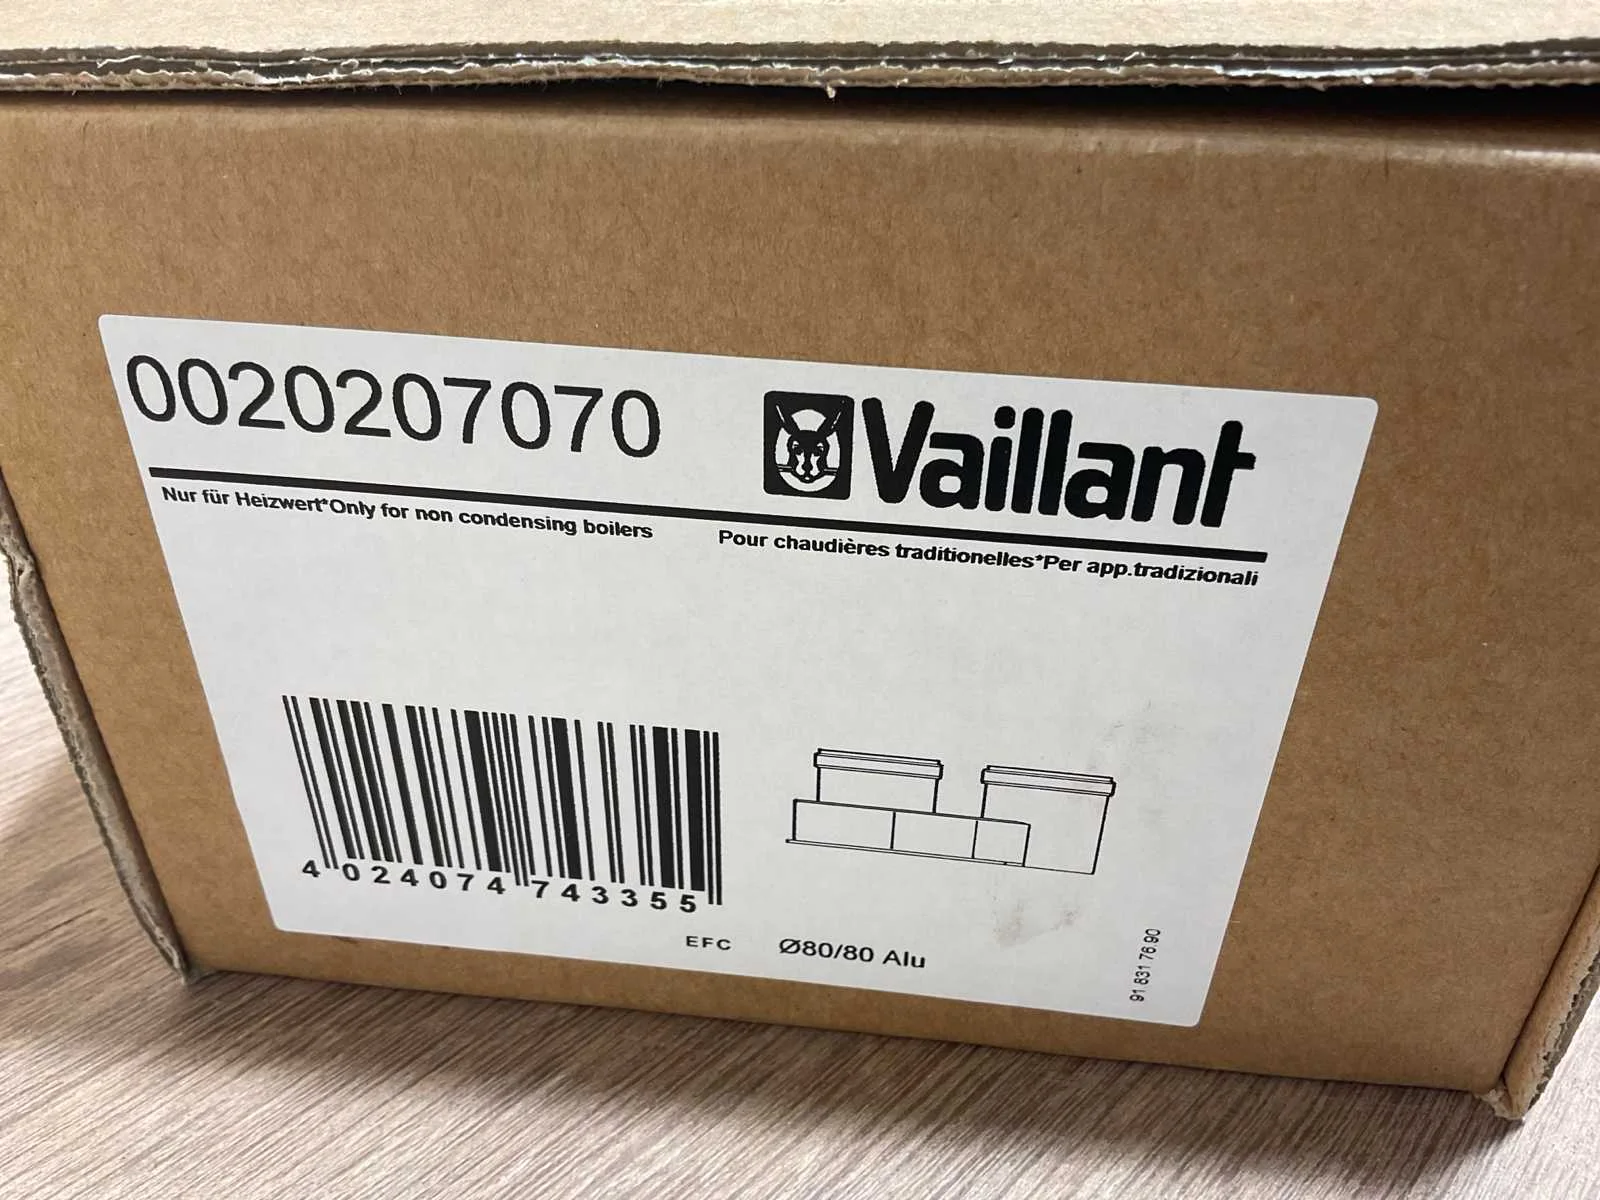 0020207070
Vaillant
Nur für Heizwert*Only for non condensing boilers
Pour chaudières traditionelles*Per app.tradizionali
4 024074 743355
EFC
Ø80/80 Alu
91 831 76.90